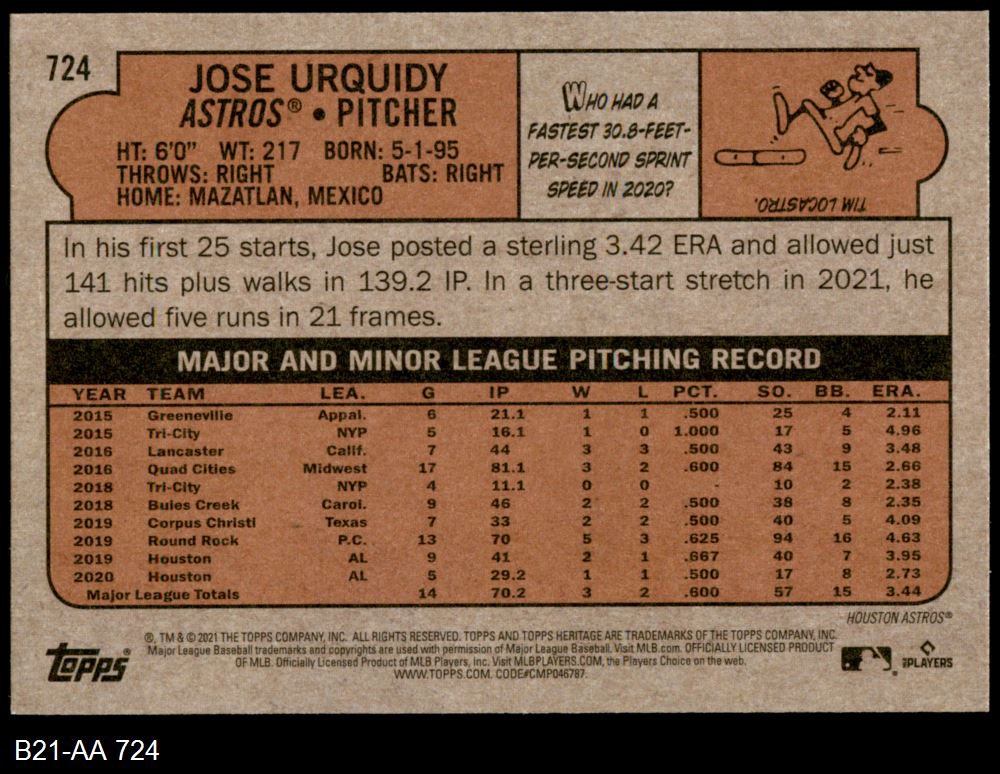 724
JOSE URQUIDY
ASTROS® • PITCHER
HT: 6'0" WT: 217 BORN: 5-1-95
THROWS: RIGHT BATS: RIGHT
HOME: MAZATLAN, MEXICO
WHO HAD A
FASTEST 30.8-FEET-
PER-SECOND SPRINT
SPEED IN 2020?
TIM LOCASTRO.
In his first 25 starts, Jose posted a sterling 3.42 ERA and allowed just
141 hits plus walks in 139.2 IP. In a three-start stretch in 2021, he
allowed five runs in 21 frames.
MAJOR AND MINOR LEAGUE PITCHING RECORD
YEAR TEAM LEA. G IP W L PCT. SO. BB. ERA.
2015 Greeneville Appal. 6 21.1 1 1 .500 25 4 2.11
2015 Tri-City NYP 5 16.1 1 0 1.000 17 5 4.96
2016 Lancaster Calif. 7 44 3 3 .500 43 9 3.48
2016 Quad Cities Midwest 17 81.1 3 2 .600 84 15 2.66
2018 Tri-City NYP 4 11.1 0 0 - 10 2 2.38
2018 Buies Creek Carol. 9 46 2 2 .500 38 8 2.35
2019 Corpus Christi Texas 7 33 2 2 .500 40 5 4.09
2019 Round Rock P.C. 13 70 5 3 .625 94 16 4.63
2019 Houston AL 9 41 2 1 .667 40 7 3.95
2020 Houston AL 5 29.2 1 1 .500 17 8 2.73
Major League Totals 14 70.2 3 2 .600 57 15 3.44
HOUSTON ASTROS®
topps®
®, TM & © 2021 THE TOPPS COMPANY, INC. ALL RIGHTS RESERVED. TOPPS AND TOPPS HERITAGE ARE TRADEMARKS OF THE TOPPS COMPANY, INC.
Major League Baseball trademarks and copyrights are used with permission of Major League Baseball. Visit MLB.com. OFFICIALLY LICENSED PRODUCT
OF MLB. Officially Licensed Product of MLB Players, Inc. Visit MLBPLAYERS.COM, the Players Choice on the web.
WWW.TOPPS.COM. CODE#CMP046787.
MLB PLAYERS
B21-AA 724